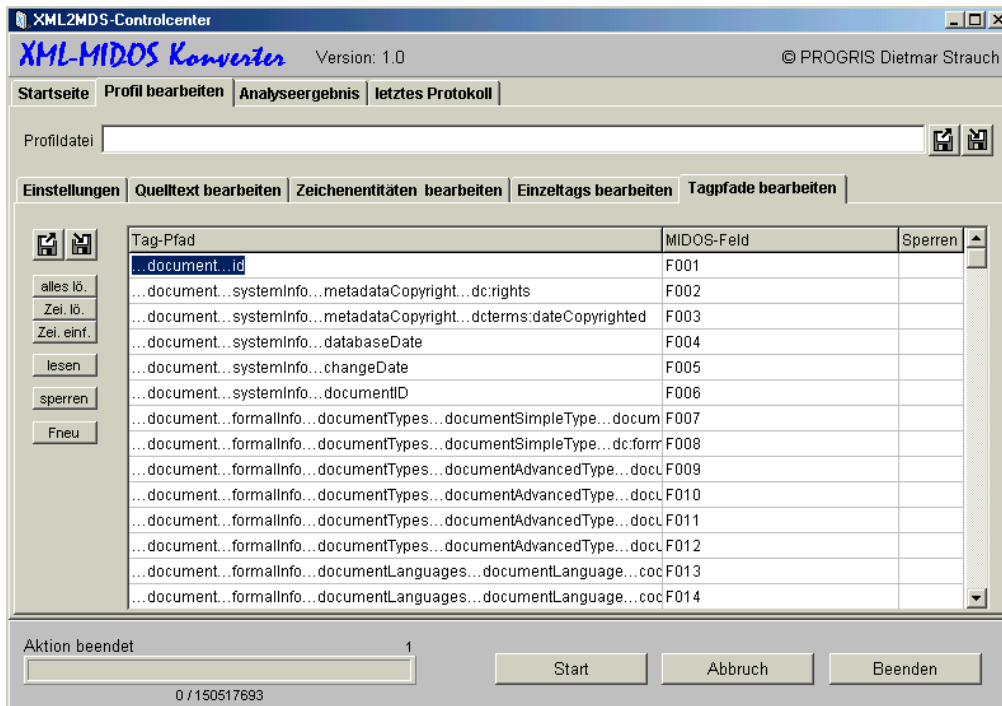 XML2MDS-Controlcenter
XML-MIDOS Konverter Version: 1.0 © PROGRIS Dietmar Strauch
Startseite Profil bearbeiten Analyseergebnis letztes Protokoll
Profildatei
Einstellungen Quelltext bearbeiten Zeichenentitäten bearbeiten Einzeltags bearbeiten Tagpfade bearbeiten
Tag-Pfad MIDOS-Feld Sperren
...document...id F001
alles lö. ...document...systemInfo...metadataCopyright...dc:rights F002
Zei. lö. ...document...systemInfo...metadataCopyright...dcterms:dateCopyrighted F003
Zei. einf. ...document...systemInfo...databaseDate F004
lesen ...document...systemInfo...changeDate F005
sperren ...document...systemInfo...documentID F006
...document...formalInfo...documentTypes...documentSimpleType...docum F007
Fneu ...document...formalInfo...documentTypes...documentSimpleType...dc:form F008
...document...formalInfo...documentTypes...documentAdvancedType...docu F009
...document...formalInfo...documentTypes...documentAdvancedType...docu F010
...document...formalInfo...documentTypes...documentAdvancedType...docu F011
...document...formalInfo...documentTypes...documentAdvancedType...docu F012
...document...formalInfo...documentLanguages...documentLanguage...coc F013
...document...formalInfo...documentLanguages...documentLanguage...coc F014
Aktion beendet 1
Start Abbruch Beenden
0 / 150517693